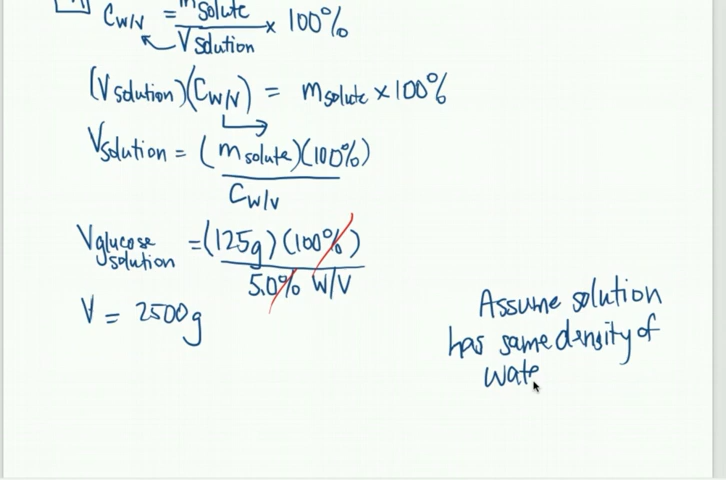 C w/v = m solute / V solution x 100%
(V solution)(C w/v) = m solute x 100%
V solution = (m solute)(100%) / C w/v
V glucose solution = (125g)(100%) / 5.0% W/V
V = 2500g
Assume solution
has same density of
wate